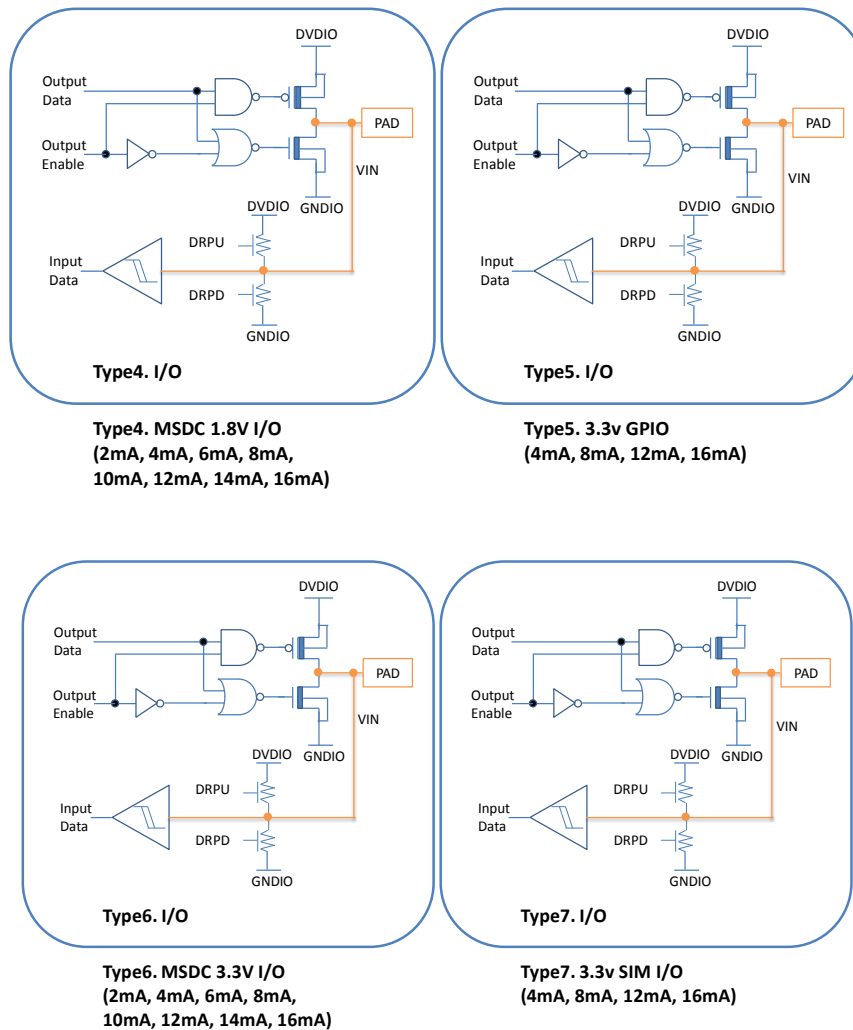 DVDIO
Output
Data
PAD
Output
Enable
VIN
GNDIO
DVDIO
DRPU
Input
Data
DRPD
GNDIO
Type4. I/O
Type4. MSDC 1.8V I/O
(2mA, 4mA, 6mA, 8mA,
10mA, 12mA, 14mA, 16mA)
DVDIO
Output
Data
PAD
Output
Enable
VIN
GNDIO
DVDIO
DRPU
Input
Data
DRPD
GNDIO
Type5. I/O
Type5. 3.3v GPIO
(4mA, 8mA, 12mA, 16mA)
DVDIO
Output
Data
PAD
Output
Enable
VIN
GNDIO
DVDIO
DRPU
Input
Data
DRPD
GNDIO
Type6. I/O
Type6. MSDC 3.3V I/O
(2mA, 4mA, 6mA, 8mA,
10mA, 12mA, 14mA, 16mA)
DVDIO
Output
Data
PAD
Output
Enable
VIN
GNDIO
DVDIO
DRPU
Input
Data
DRPD
GNDIO
Type7. I/O
Type7. 3.3v SIM I/O
(4mA, 8mA, 12mA, 16mA)